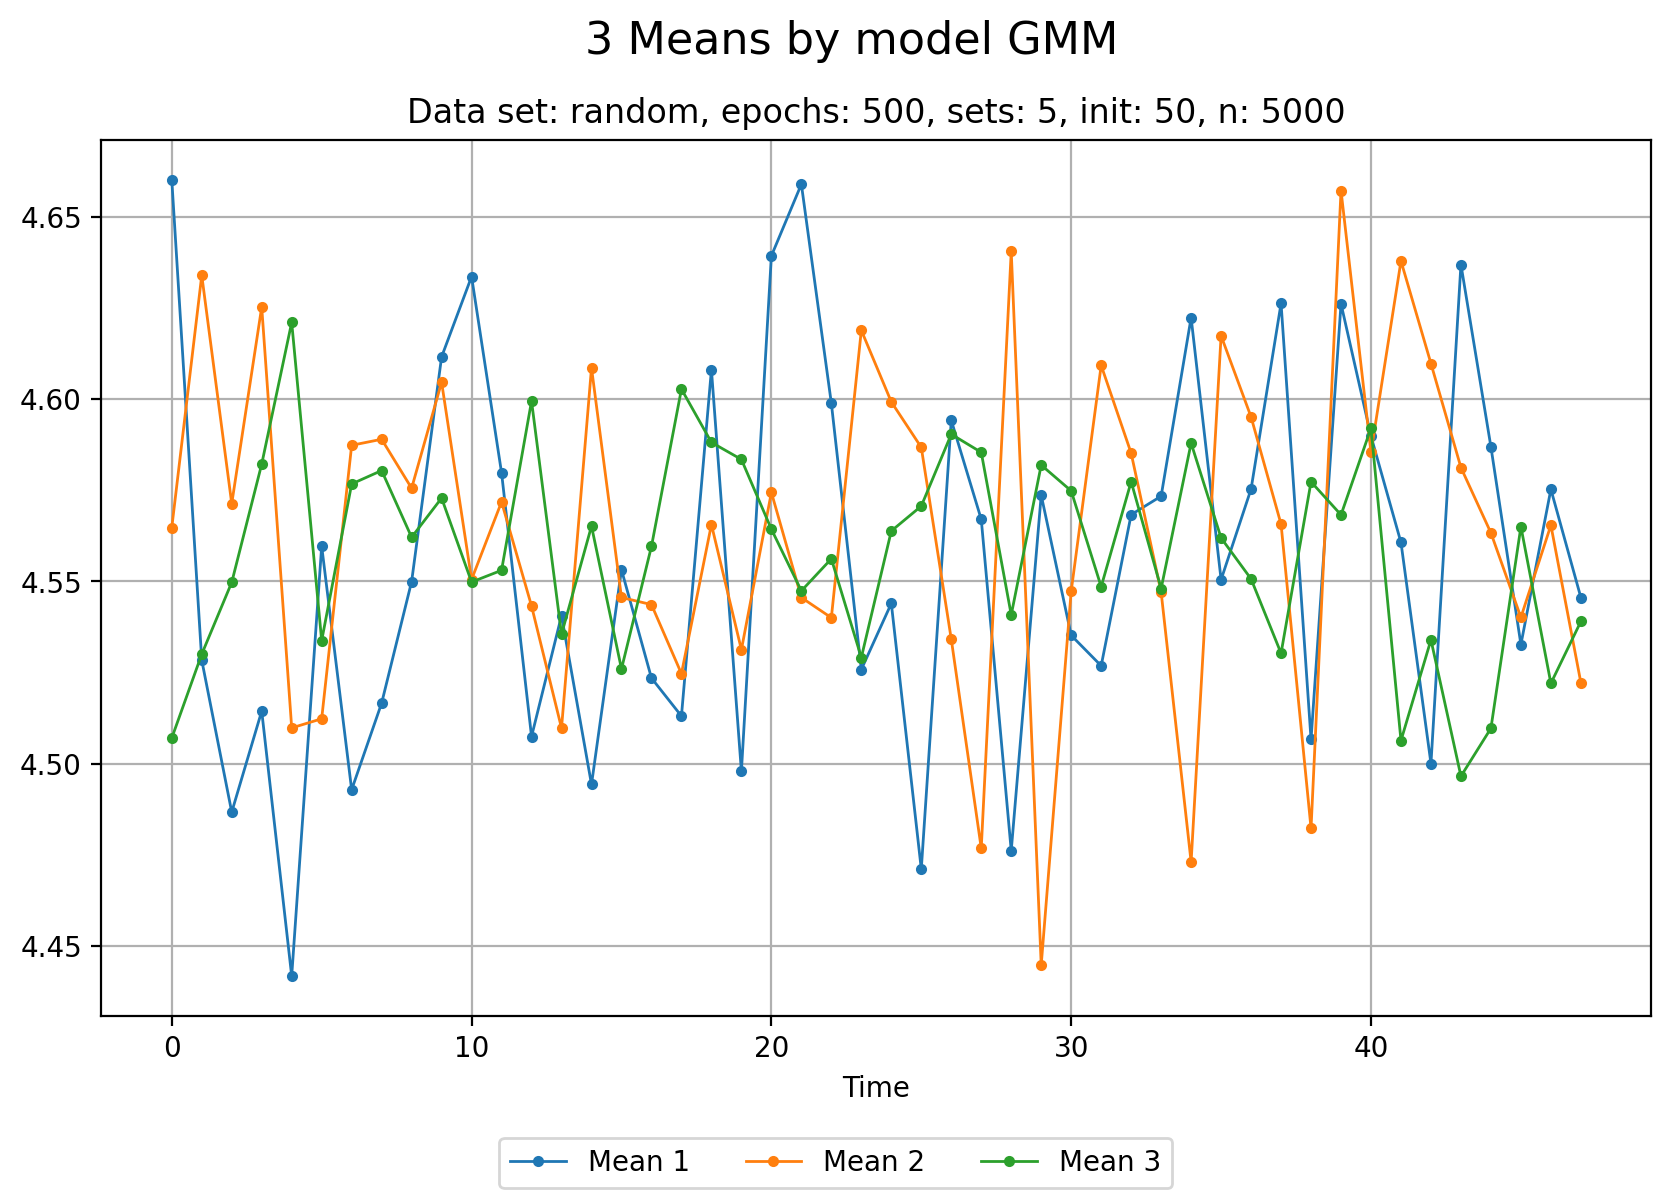 3 Means by model GMM
Data set: random, epochs: 500, sets: 5, init: 50, n: 5000
4.65
4.60
4.55
4.50
4.45
0 10 20 30 40
Time
Mean 1 Mean 2 Mean 3